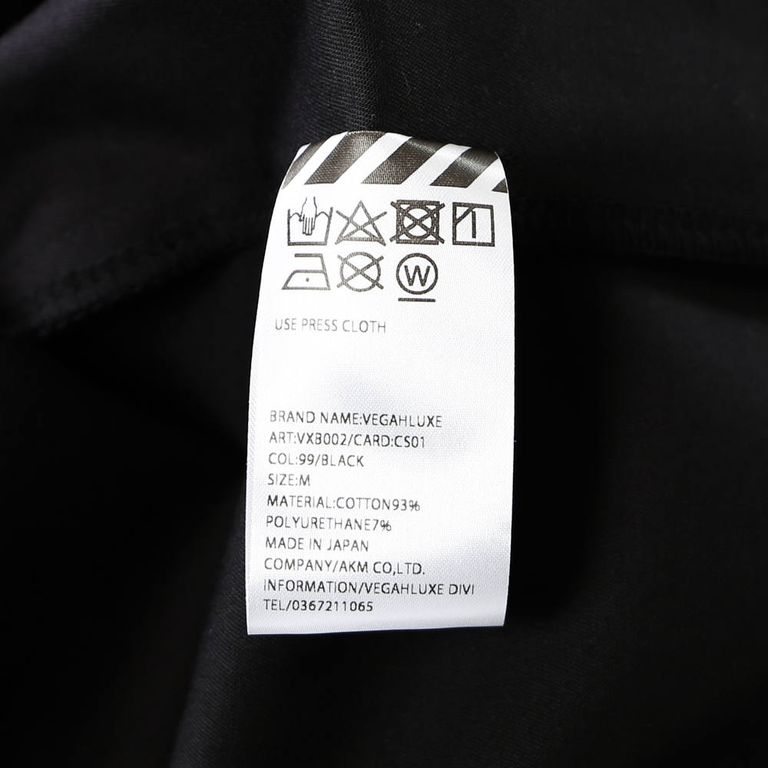 W
USE PRESS CLOTH
BRAND NAME:VEGAHLUXE
ART:VXB002/CARD:CS01
COL:99/BLACK
SIZE:M
MATERIAL:COTTON93%
POLYURETHANE7%
MADE IN JAPAN
COMPANY/AKM CO,LTD.
INFORMATION/VEGAHLUXE DIVI
TEL/0367211065